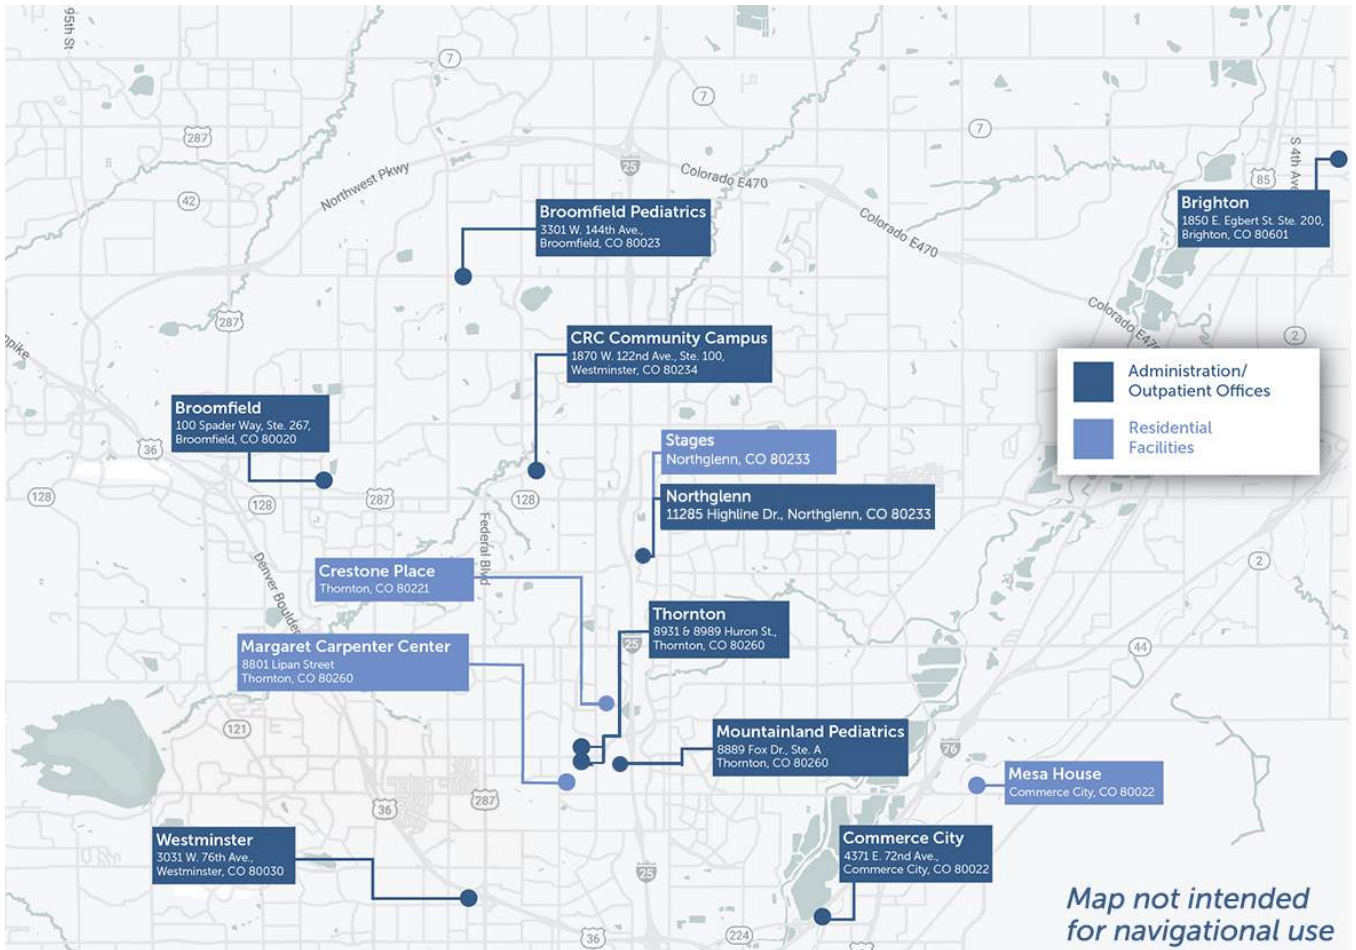 95th St
7
7
7
287
25
Colorado E470
S 4th Ave
85
Northwest Pkwy
42
Brighton
1850 E. Egbert St. Ste. 200,
Brighton, CO 80601
Broomfield Pediatrics
3301 W. 144th Ave.,
Broomfield, CO 80023
Colorado E470
287
Colorado E470
2
CRC Community Campus
1870 W. 122nd Ave., Ste. 100,
Westminster, CO 80234
Administration/
Outpatient Offices
Residential
Facilities
Broomfield
100 Spader Way, Ste. 267,
Broomfield, CO 80020
36
Stages
Northglenn, CO 80233
Northglenn
11285 Highline Dr., Northglenn, CO 80233
128
128
287
128
Federal Blvd
Denver Boulder
2
Crestone Place
Thornton, CO 80221
Thornton
8931 & 8989 Huron St.,
Thornton, CO 80260
25
44
Margaret Carpenter Center
8801 Lipan Street
Thornton, CO 80260
121
Mountainland Pediatrics
8889 Fox Dr., Ste. A
Thornton, CO 80260
76
Mesa House
Commerce City, CO 80022
287
36
Westminster
3031 W. 76th Ave.,
Westminster, CO 80030
Commerce City
4371 E. 72nd Ave.,
Commerce City, CO 80022
25
36
224
Map not intended
for navigational use